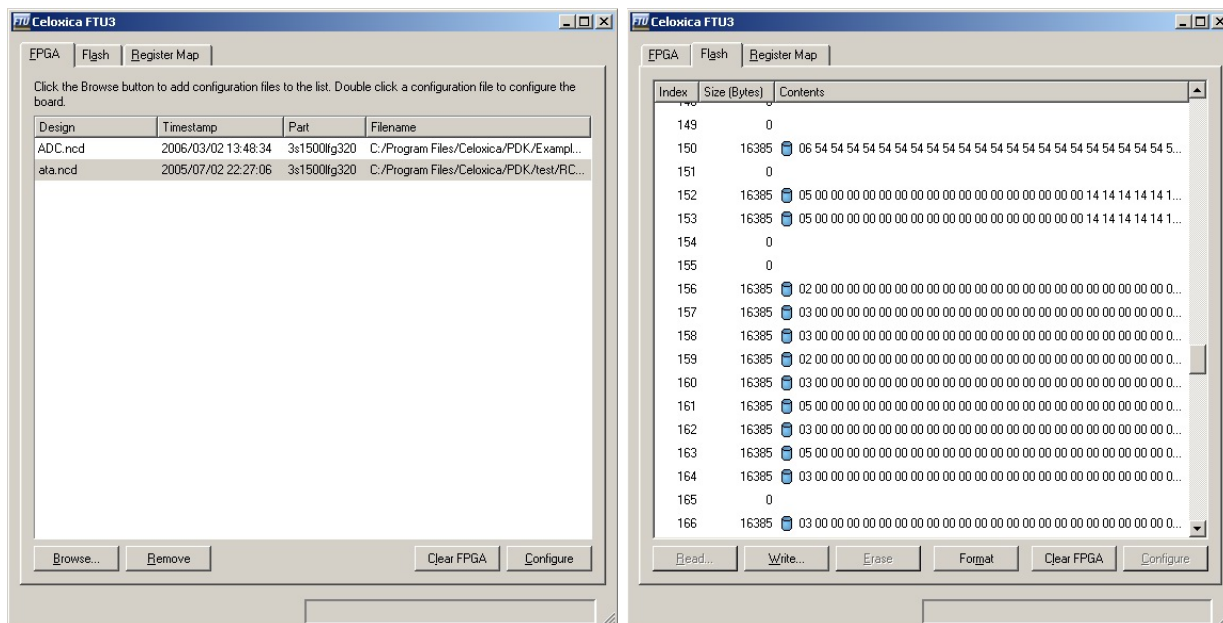 FTU Celoxica FTU3
FPGA Flash Register Map
Click the Browse button to add configuration files to the list. Double click a configuration file to configure the
board.
Design Timestamp Part Filename
ADC.ncd 2006/03/02 13:48:34 3s1500lfg320 C:/Program Files/Celoxica/PDK/Exampl...
ata.ncd 2005/07/02 22:27:06 3s1500lfg320 C:/Program Files/Celoxica/PDK/test/RC...
Browse... Remove Clear FPGA Configure
FTU Celoxica FTU3
FPGA Flash Register Map
Index Size (Bytes) Contents
149 0
150 16385 06 54 54 54 54 54 54 54 54 54 54 54 54 54 54 54 54 54 54 54 54 54 54 5...
151 0
152 16385 05 00 00 00 00 00 00 00 00 00 00 00 00 00 00 00 00 00 14 14 14 14 14 1...
153 16385 05 00 00 00 00 00 00 00 00 00 00 00 00 00 00 00 00 00 14 14 14 14 14 1...
154 0
155 0
156 16385 02 00 00 00 00 00 00 00 00 00 00 00 00 00 00 00 00 00 00 00 00 00 00 0...
157 16385 03 00 00 00 00 00 00 00 00 00 00 00 00 00 00 00 00 00 00 00 00 00 00 0...
158 16385 03 00 00 00 00 00 00 00 00 00 00 00 00 00 00 00 00 00 00 00 00 00 00 0...
159 16385 02 00 00 00 00 00 00 00 00 00 00 00 00 00 00 00 00 00 00 00 00 00 00 0...
160 16385 03 00 00 00 00 00 00 00 00 00 00 00 00 00 00 00 00 00 00 00 00 00 00 0...
161 16385 05 00 00 00 00 00 00 00 00 00 00 00 00 00 00 00 00 00 00 00 00 00 00 0...
162 16385 03 00 00 00 00 00 00 00 00 00 00 00 00 00 00 00 00 00 00 00 00 00 00 0...
163 16385 05 00 00 00 00 00 00 00 00 00 00 00 00 00 00 00 00 00 00 00 00 00 00 0...
164 16385 03 00 00 00 00 00 00 00 00 00 00 00 00 00 00 00 00 00 00 00 00 00 00 0...
165 0
166 16385 03 00 00 00 00 00 00 00 00 00 00 00 00 00 00 00 00 00 00 00 00 00 00 0...
Read... Write... Erase Format Clear FPGA Configure